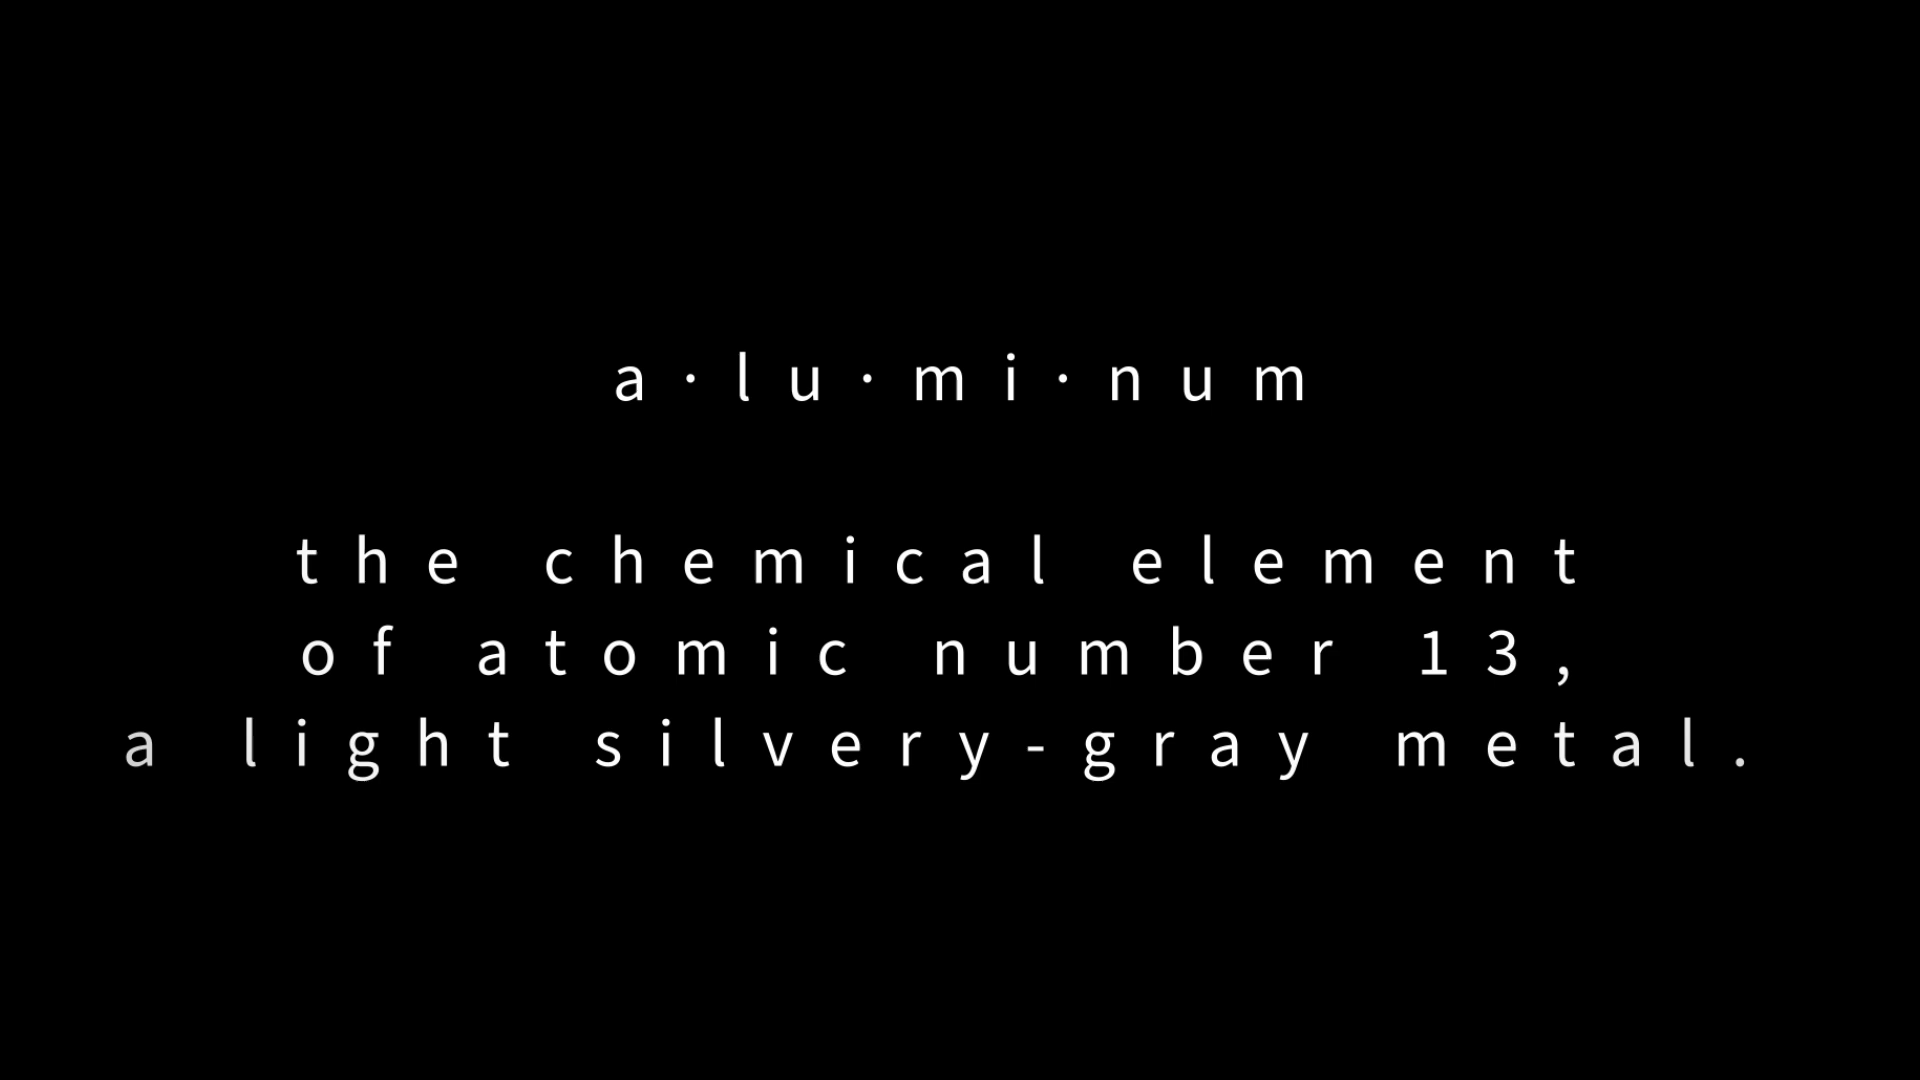 a·lu·mi·num
the chemical element
of atomic number 13,
a light silvery-gray metal.